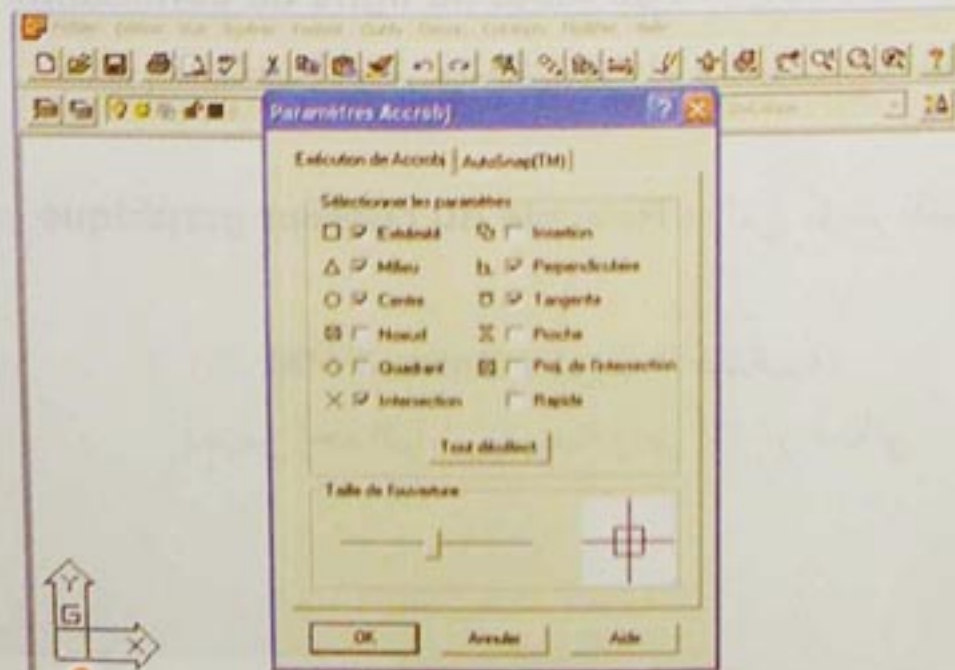 Paramètres Accrobj
Exécution de Accrobj AutoSnap(TM)
Sélectionner les paramètres
Extrémité Insertion
Milieu Perpendiculaire
Centre Tangente
Noeud Proche
Quadrant Proj. de l'intersection
Intersection Rapide
Tout désélect
Taille de l'ouverture
Y
G
X
OK Annuler Aide